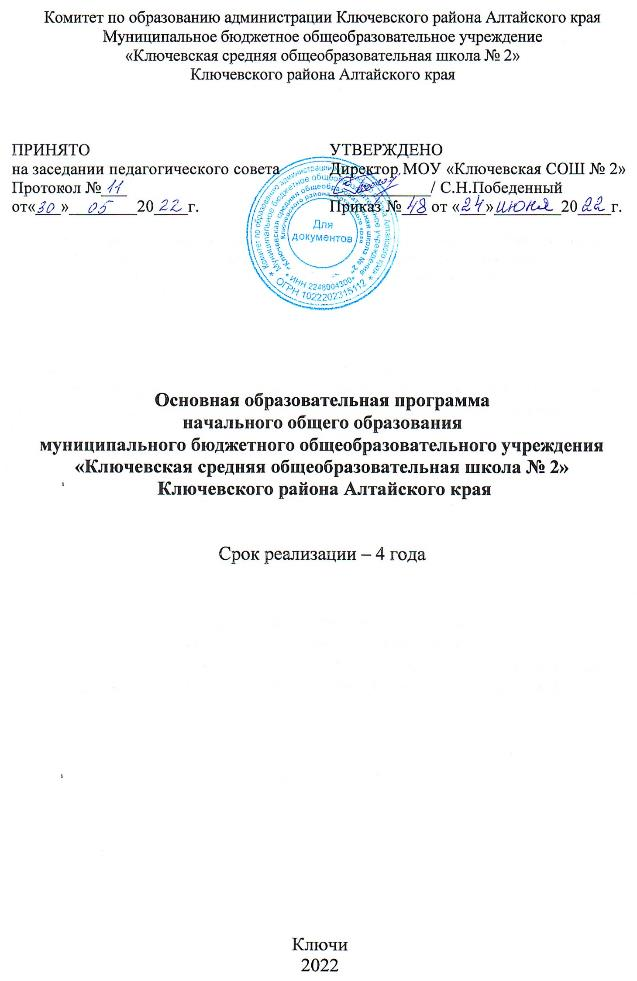 Комитет по образованию администрации Ключевского района Алтайского края
Муниципальное бюджетное общеобразовательное учреждение
«Ключевская средняя общеобразовательная школа № 2»
Ключевского района Алтайского края
ПРИНЯТО
на заседании педагогического совета
Протокол № 11
от«30 »___05___20 22 г.
УТВЕРЖДЕНО
Директор МОУ «Ключевская СОШ № 2»
____________/ С.Н.Победенный
Приказ № 48 от «24»июня 20 22 г.
Для
документов
ОГРН 1022202315112
Основная образовательная программа
начального общего образования
муниципального бюджетного общеобразовательного учреждения
«Ключевская средняя общеобразовательная школа № 2»
Ключевского района Алтайского края
Срок реализации – 4 года
Ключи
2022